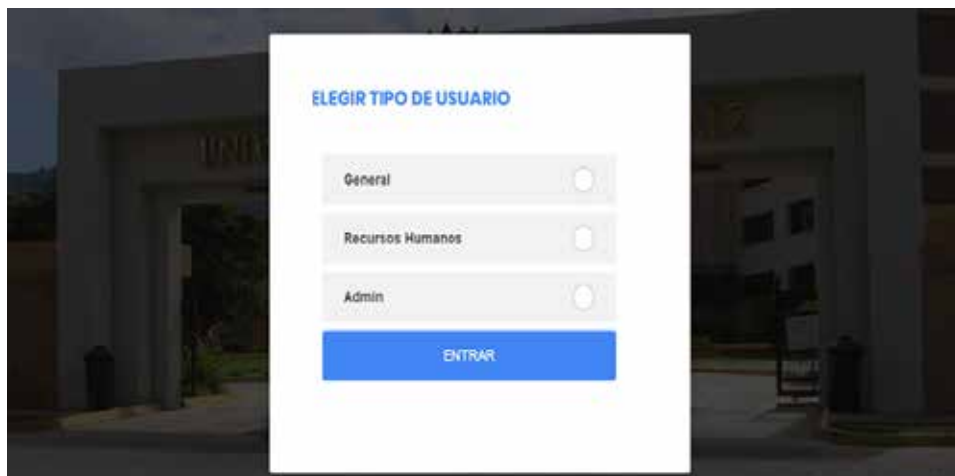 ELEGIR TIPO DE USUARIO
General
Recursos Humanos
Admin
ENTRAR